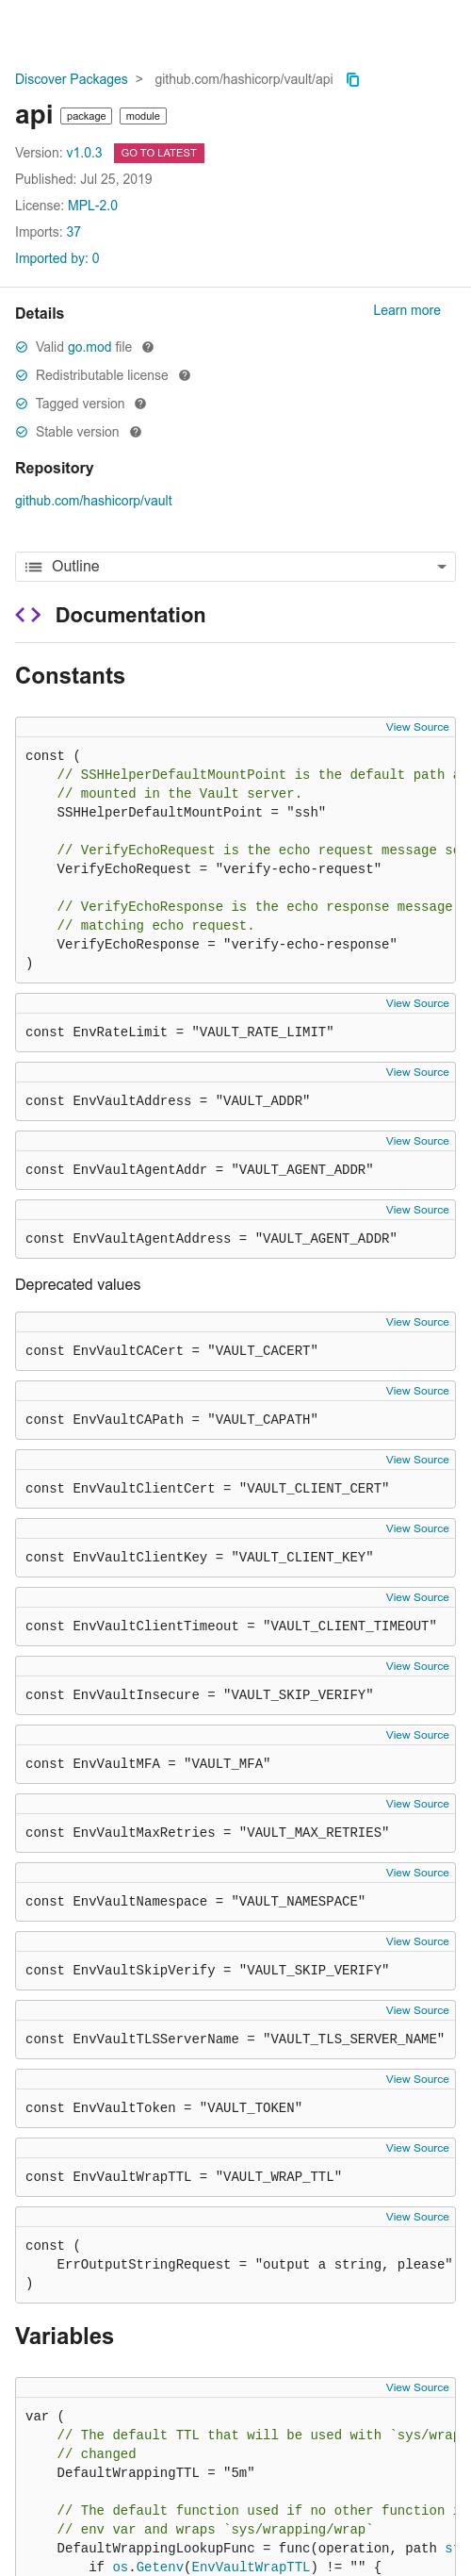 Discover Packages > github.com/hashicorp/vault/api
api package module
Version: v1.0.3 GO TO LATEST
Published: Jul 25, 2019
License: MPL-2.0
Imports: 37
Imported by: 0
Details Learn more
Valid go.mod file
Redistributable license
Tagged version
Stable version
Repository
github.com/hashicorp/vault
Outline
Documentation
Constants
View Source
const (
// SSHHelperDefaultMountPoint is the default path
// mounted in the Vault server.
SSHHelperDefaultMountPoint = "ssh"
// VerifyEchoRequest is the echo request message
VerifyEchoRequest = "verify-echo-request"
// VerifyEchoResponse is the echo response message
// matching echo request.
VerifyEchoResponse = "verify-echo-response"
)
View Source
const EnvRateLimit = "VAULT_RATE_LIMIT"
View Source
const EnvVaultAddress = "VAULT_ADDR"
View Source
const EnvVaultAgentAddr = "VAULT_AGENT_ADDR"
View Source
const EnvVaultAgentAddress = "VAULT_AGENT_ADDR"
Deprecated values
View Source
const EnvVaultCACert = "VAULT_CACERT"
View Source
const EnvVaultCAPath = "VAULT_CAPATH"
View Source
const EnvVaultClientCert = "VAULT_CLIENT_CERT"
View Source
const EnvVaultClientKey = "VAULT_CLIENT_KEY"
View Source
const EnvVaultClientTimeout = "VAULT_CLIENT_TIMEOUT"
View Source
const EnvVaultInsecure = "VAULT_SKIP_VERIFY"
View Source
const EnvVaultMFA = "VAULT_MFA"
View Source
const EnvVaultMaxRetries = "VAULT_MAX_RETRIES"
View Source
const EnvVaultNamespace = "VAULT_NAMESPACE"
View Source
const EnvVaultSkipVerify = "VAULT_SKIP_VERIFY"
View Source
const EnvVaultTLSServerName = "VAULT_TLS_SERVER_NAME"
View Source
const EnvVaultToken = "VAULT_TOKEN"
View Source
const EnvVaultWrapTTL = "VAULT_WRAP_TTL"
View Source
const (
ErrOutputStringRequest = "output a string, please"
)
Variables
View Source
var (
// The default TTL that will be used with `sys/wrap
// changed
DefaultWrappingTTL = "5m"
// The default function used if no other function
// env var and wraps `sys/wrapping/wrap`
DefaultWrappingLookupFunc = func(operation, path
if os.Getenv(EnvVaultWrapTTL) != "" {